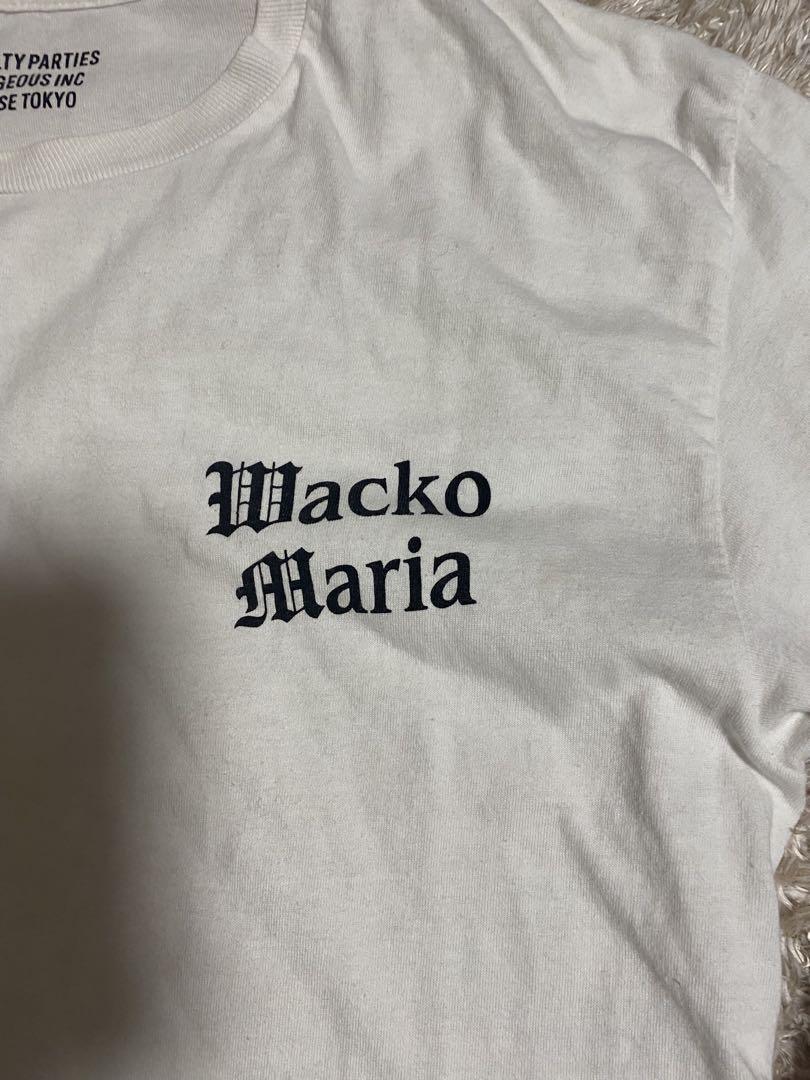 PARTIES
INC
TOKYO
Wacko
Maria